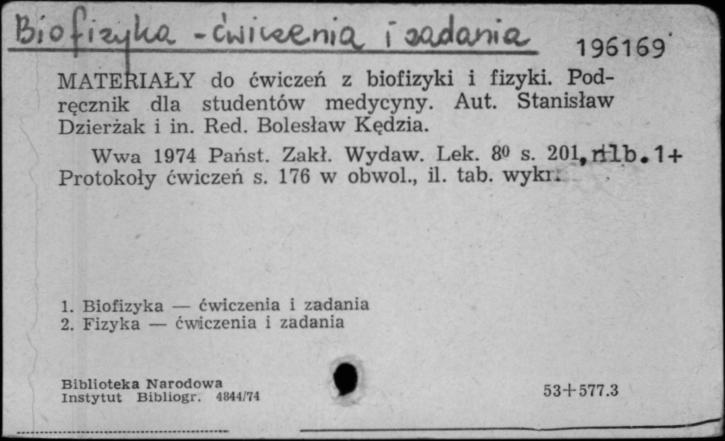 Biofizyka - ćwiczenia i zadania
196169
MATERIAŁY do ćwiczeń z biofizyki i fizyki. Pod-
ręcznik dla studentów medycyny. Aut. Stanisław
Dzierżak i in. Red. Bolesław Kędzia.
Wwa 1974 Państ. Zakł. Wydaw. Lek. 8⁰ s. 201, nlb. 1+
Protokoły ćwiczeń s. 176 w obwol., il. tab. wykr.
1. Biofizyka — ćwiczenia i zadania
2. Fizyka — ćwiczenia i zadania
Biblioteka Narodowa
Instytut Bibliogr. 4844/74
53+577.3